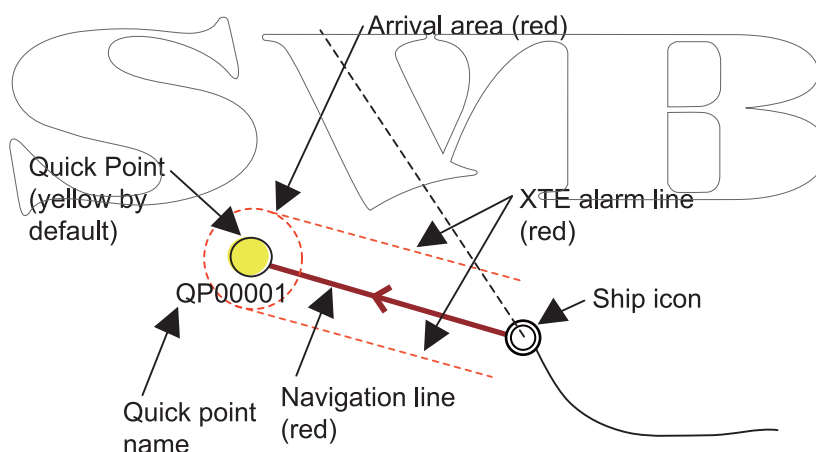 SVB
Arrival area (red)
Quick Point
(yellow by
default)
XTE alarm line
(red)
QP00001
Ship icon
Navigation line
(red)
Quick point
name